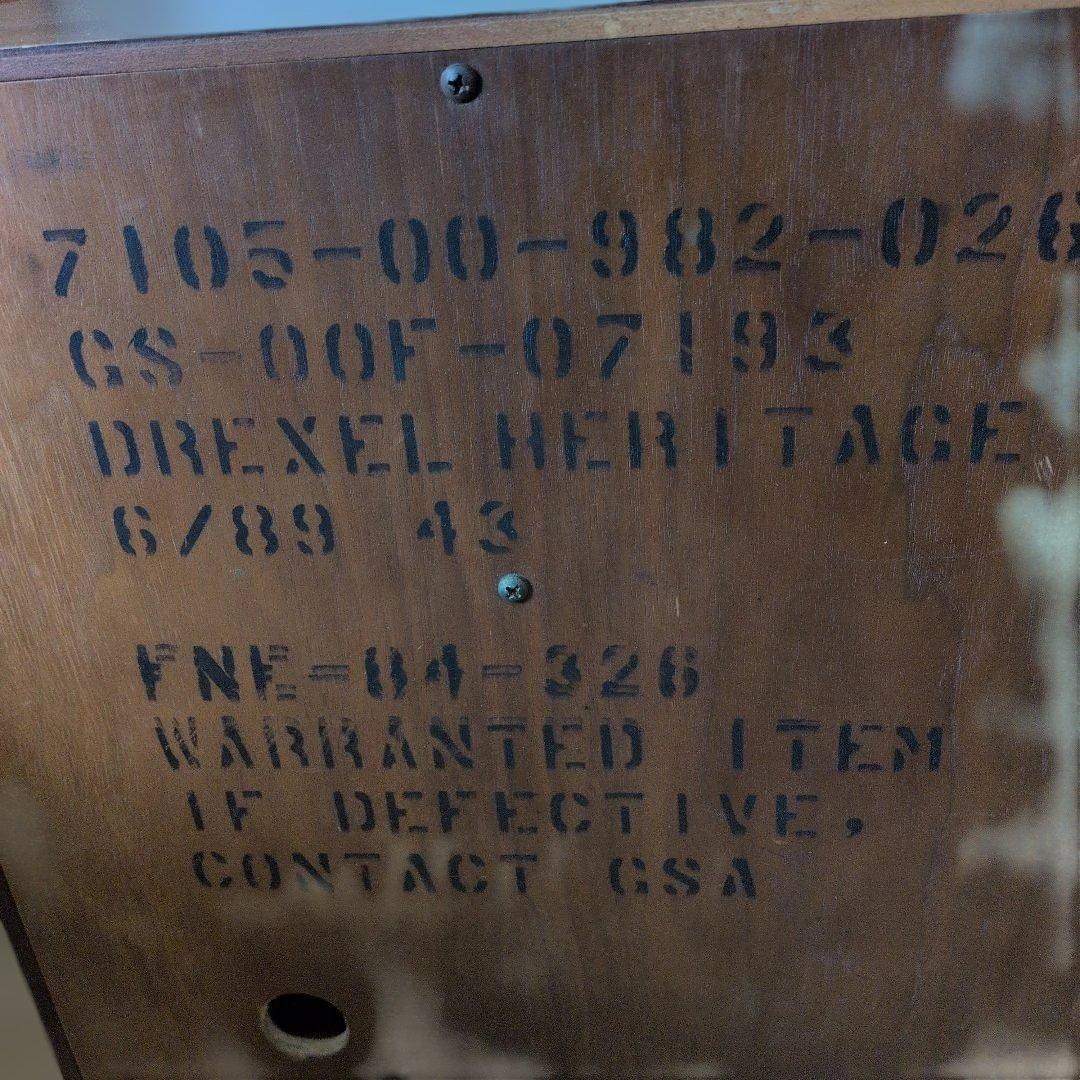 7105-00-982-026
GS-00F-07193
DREXEL HERITAGE
6/89 43
FNE-84-326
WARRANTED ITEM
IF DEFECTIVE,
CONTACT GSA